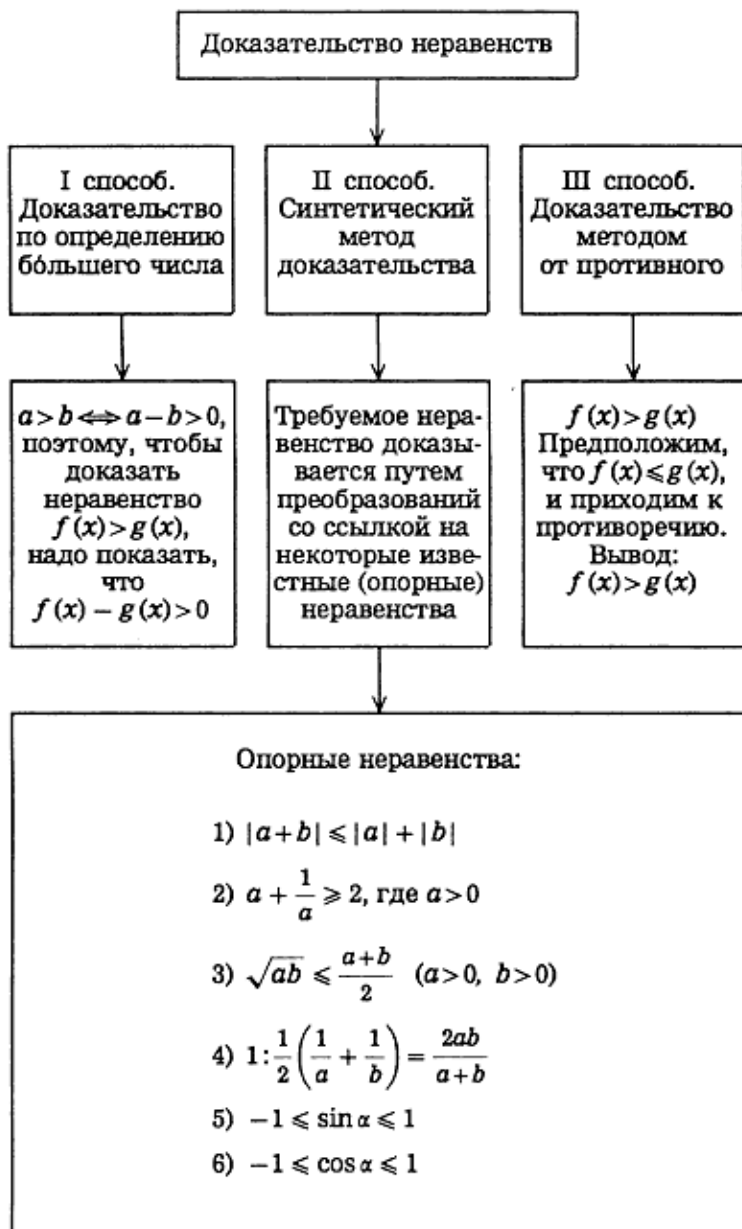 Доказательство неравенств
I способ.
Доказательство
по определению
бо́льшего числа
II способ.
Синтетический
метод
доказательства
III способ.
Доказательство
методом
от противного
a > b ⟺ a − b > 0,
поэтому, чтобы
доказать
неравенство
f(x) > g(x),
надо показать,
что
f(x) − g(x) > 0
Требуемое нера-
венство доказы-
вается путем
преобразований
со ссылкой на
некоторые изве-
стные (опорные)
неравенства
f(x) > g(x)
Предположим,
что f(x) ⩽ g(x),
и приходим к
противоречию.
Вывод:
f(x) > g(x)
Опорные неравенства:
1) |a+b| ⩽ |a| + |b|
2) a + 1/a ⩾ 2, где a > 0
3) √ab ⩽ (a+b)/2 (a>0, b>0)
4) 1 : 1/2 (1/a + 1/b) = 2ab/(a+b)
5) −1 ⩽ sin α ⩽ 1
6) −1 ⩽ cos α ⩽ 1